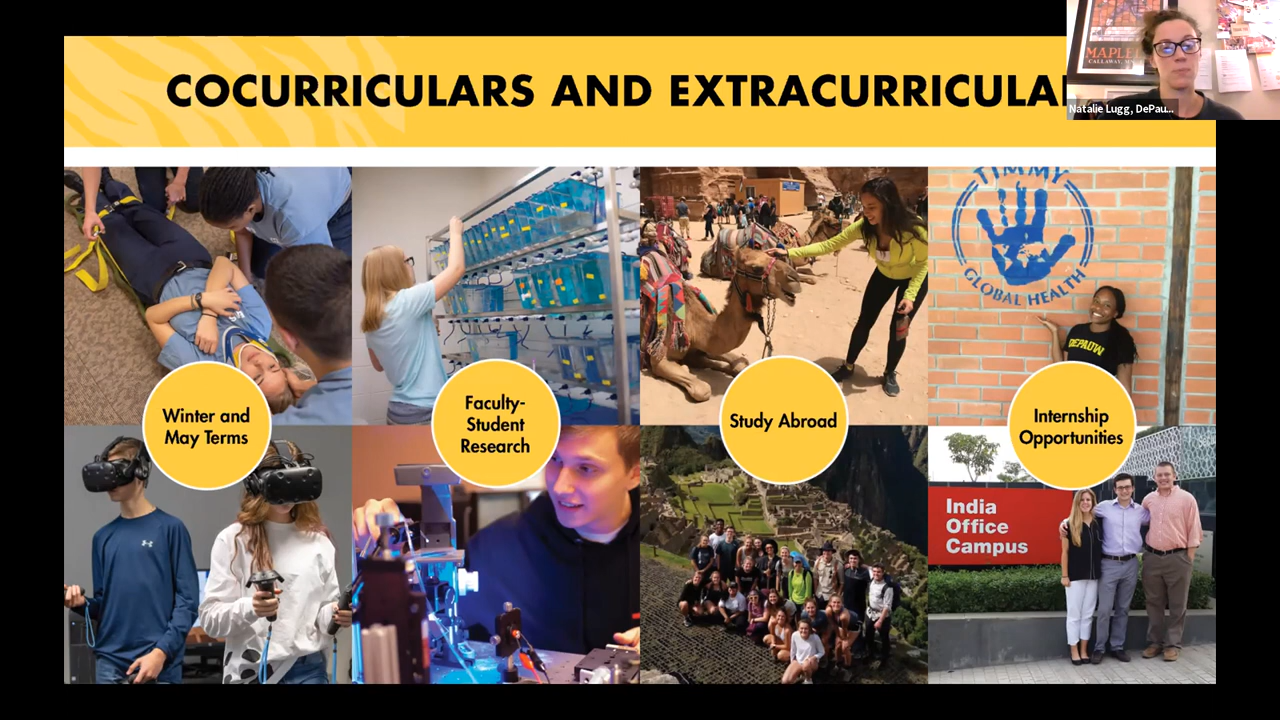 COCURRICULARS AND EXTRACURRICULA
MAPLE
CALLAWAY,
Natalie Lugg, DePau...
TIMMY
GLOBAL HEALTH
DEPAUW
Winter and
May Terms
Faculty-
Student
Research
Study Abroad
Internship
Opportunities
India
Office
Campus